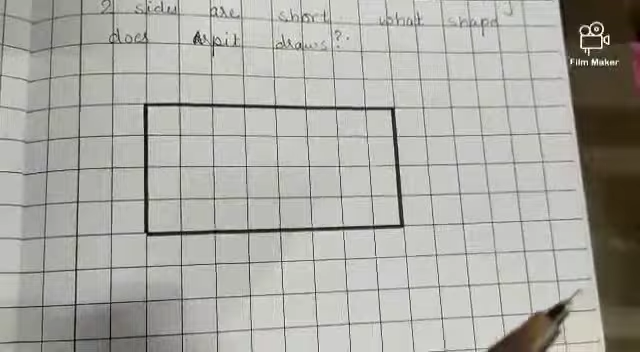 2 sides are short. what shape
does Arpit draws?
Film Maker